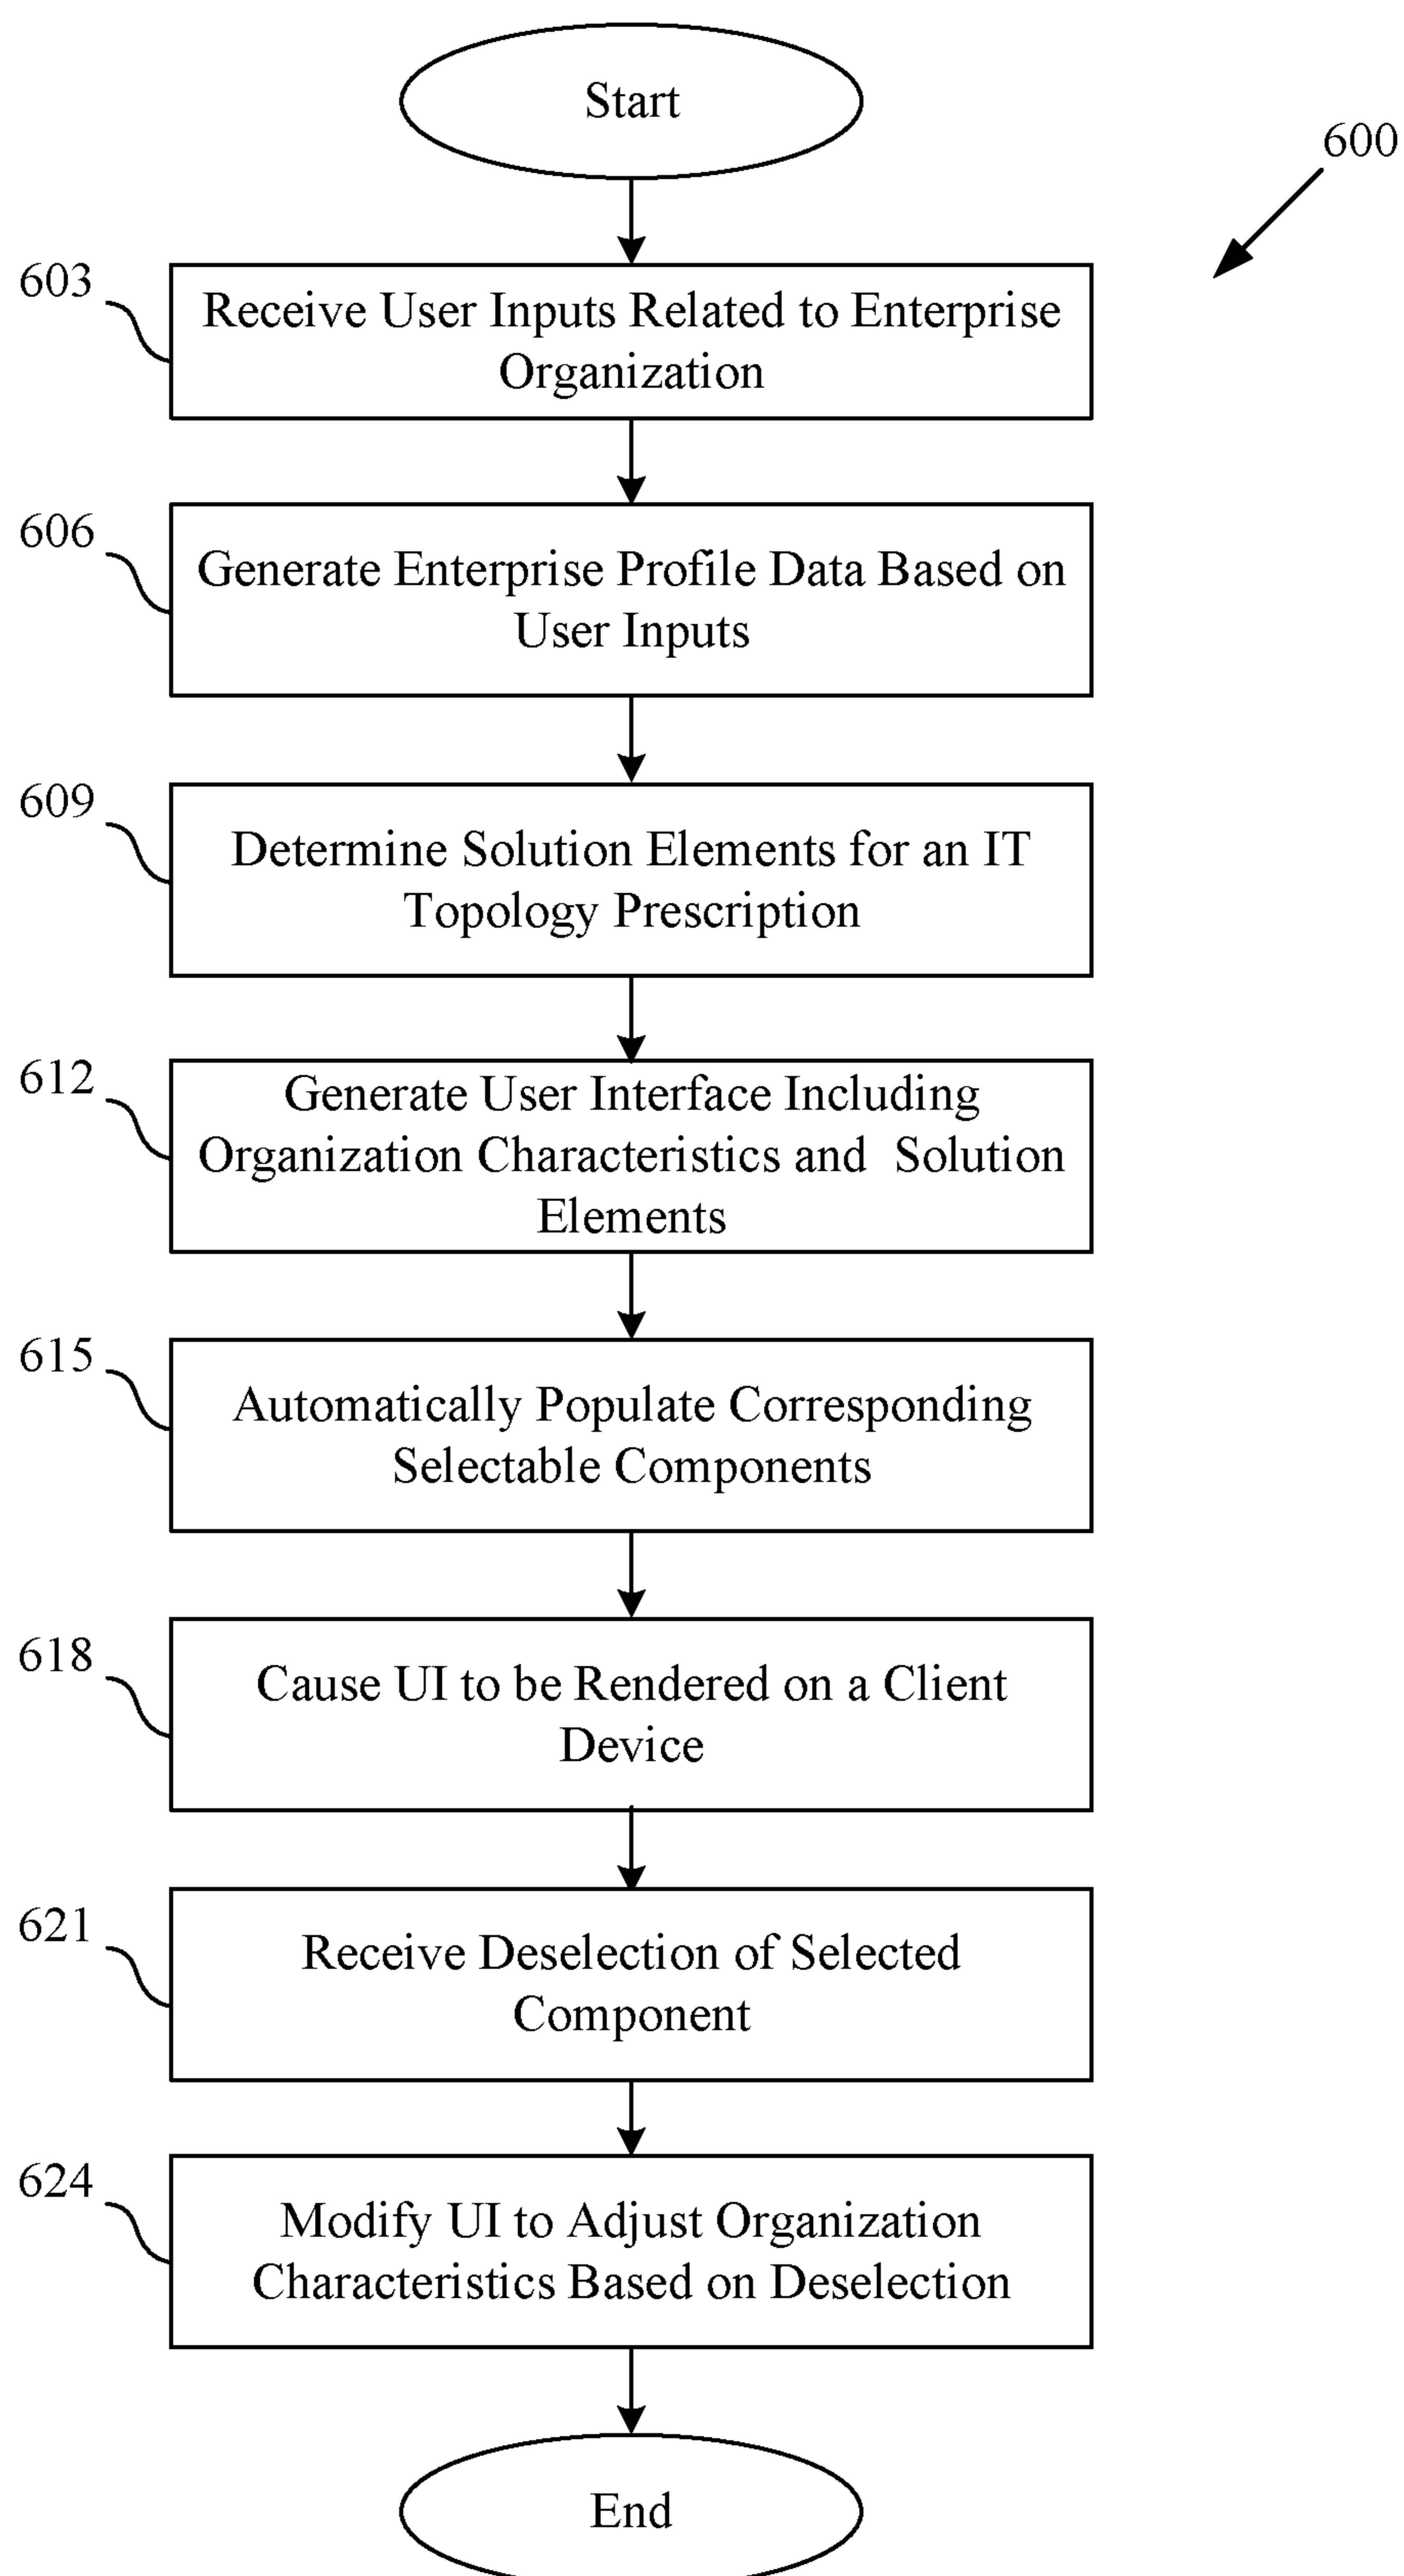 Start
600
603
Receive User Inputs Related to Enterprise
Organization
606
Generate Enterprise Profile Data Based on
User Inputs
609
Determine Solution Elements for an IT
Topology Prescription
612
Generate User Interface Including
Organization Characteristics and  Solution
Elements
615
Automatically Populate Corresponding
Selectable Components
618
Cause UI to be Rendered on a Client
Device
621
Receive Deselection of Selected
Component
624
Modify UI to Adjust Organization
Characteristics Based on Deselection
End